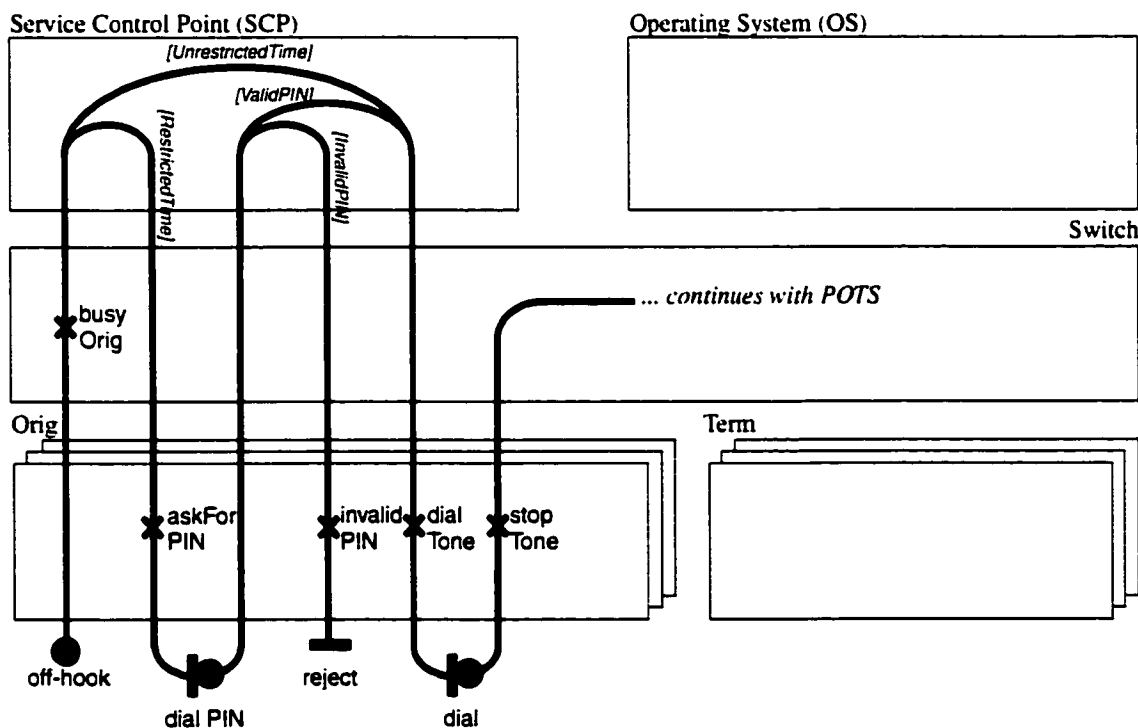 Service Control Point (SCP)
Operating System (OS)
[UnrestrictedTime]
[ValidPIN]
[RestrictedTime]
[InvalidPIN]
Switch
... continues with POTS
busy
Orig
Orig
Term
askFor
PIN
invalid
PIN
dial
Tone
stop
Tone
off-hook
reject
dial PIN
dial